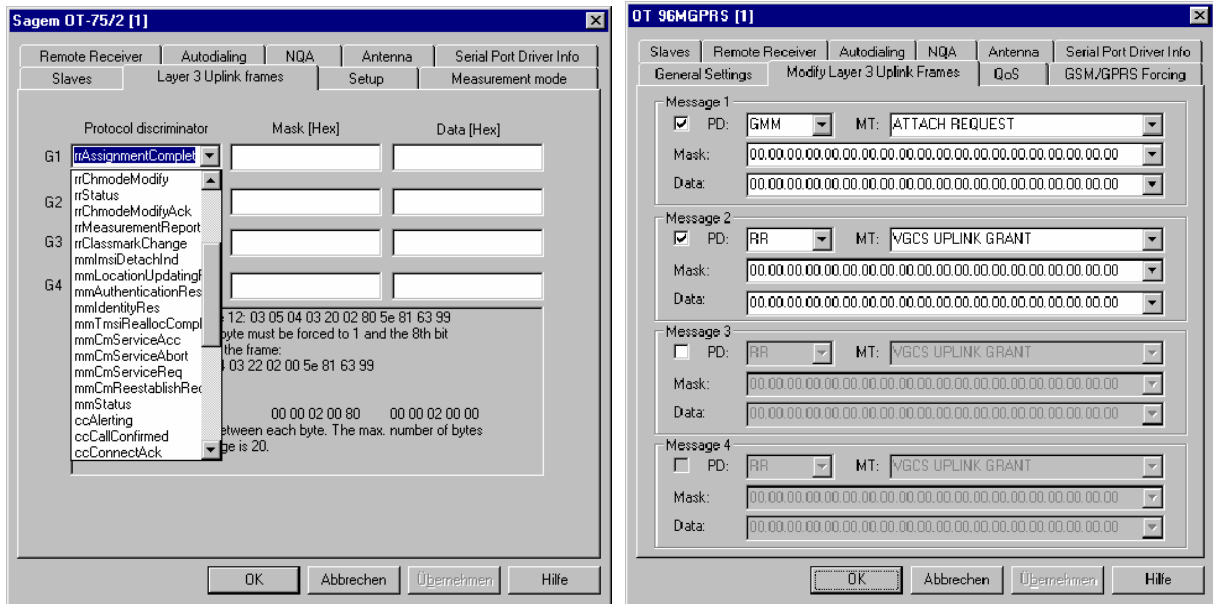 Sagem OT-75/2 [1]
Remote Receiver Autodialing NQA Antenna Serial Port Driver Info
Slaves Layer 3 Uplink frames Setup Measurement mode
Protocol discriminator Mask [Hex] Data [Hex]
G1 rrAssignmentComplet
rrChmodeModify
rrStatus
G2 rrChmodeModifyAck
rrMeasurementReport
G3 rrClassmarkChange
mmImsiDetachInd
mmLocationUpdatingR
G4 mmAuthenticationRes
mmIdentityRes
mmTmsiReallocCompl 12: 03 05 04 03 20 02 80 5e 81 63 99
mmCmServiceAcc byte must be forced to 1 and the 8th bit
mmCmServiceAbort the frame:
mmCmServiceReq 03 22 02 00 5e 81 63 99
mmCmReestablishReq
mmStatus
ccAlerting 00 00 02 00 80 00 00 02 00 00
ccCallConfirmed etween each byte. The max. number of bytes
ccConnectAck ge is 20.
OK Abbrechen Übernehmen Hilfe
OT 96MGPRS [1]
Slaves Remote Receiver Autodialing NQA Antenna Serial Port Driver Info
General Settings Modify Layer 3 Uplink Frames QoS GSM/GPRS Forcing
Message 1
PD: GMM MT: ATTACH REQUEST
Mask: 00.00.00.00.00.00.00.00.00.00.00.00.00.00.00.00.00.00.00.00
Data: 00.00.00.00.00.00.00.00.00.00.00.00.00.00.00.00.00.00.00.00
Message 2
PD: RR MT: VGCS UPLINK GRANT
Mask: 00.00.00.00.00.00.00.00.00.00.00.00.00.00.00.00.00.00.00.00
Data: 00.00.00.00.00.00.00.00.00.00.00.00.00.00.00.00.00.00.00.00
Message 3
PD: RR MT: VGCS UPLINK GRANT
Mask: 00.00.00.00.00.00.00.00.00.00.00.00.00.00.00.00.00.00.00.00
Data: 00.00.00.00.00.00.00.00.00.00.00.00.00.00.00.00.00.00.00.00
Message 4
PD: RR MT: VGCS UPLINK GRANT
Mask: 00.00.00.00.00.00.00.00.00.00.00.00.00.00.00.00.00.00.00.00
Data: 00.00.00.00.00.00.00.00.00.00.00.00.00.00.00.00.00.00.00.00
OK Abbrechen Übernehmen Hilfe